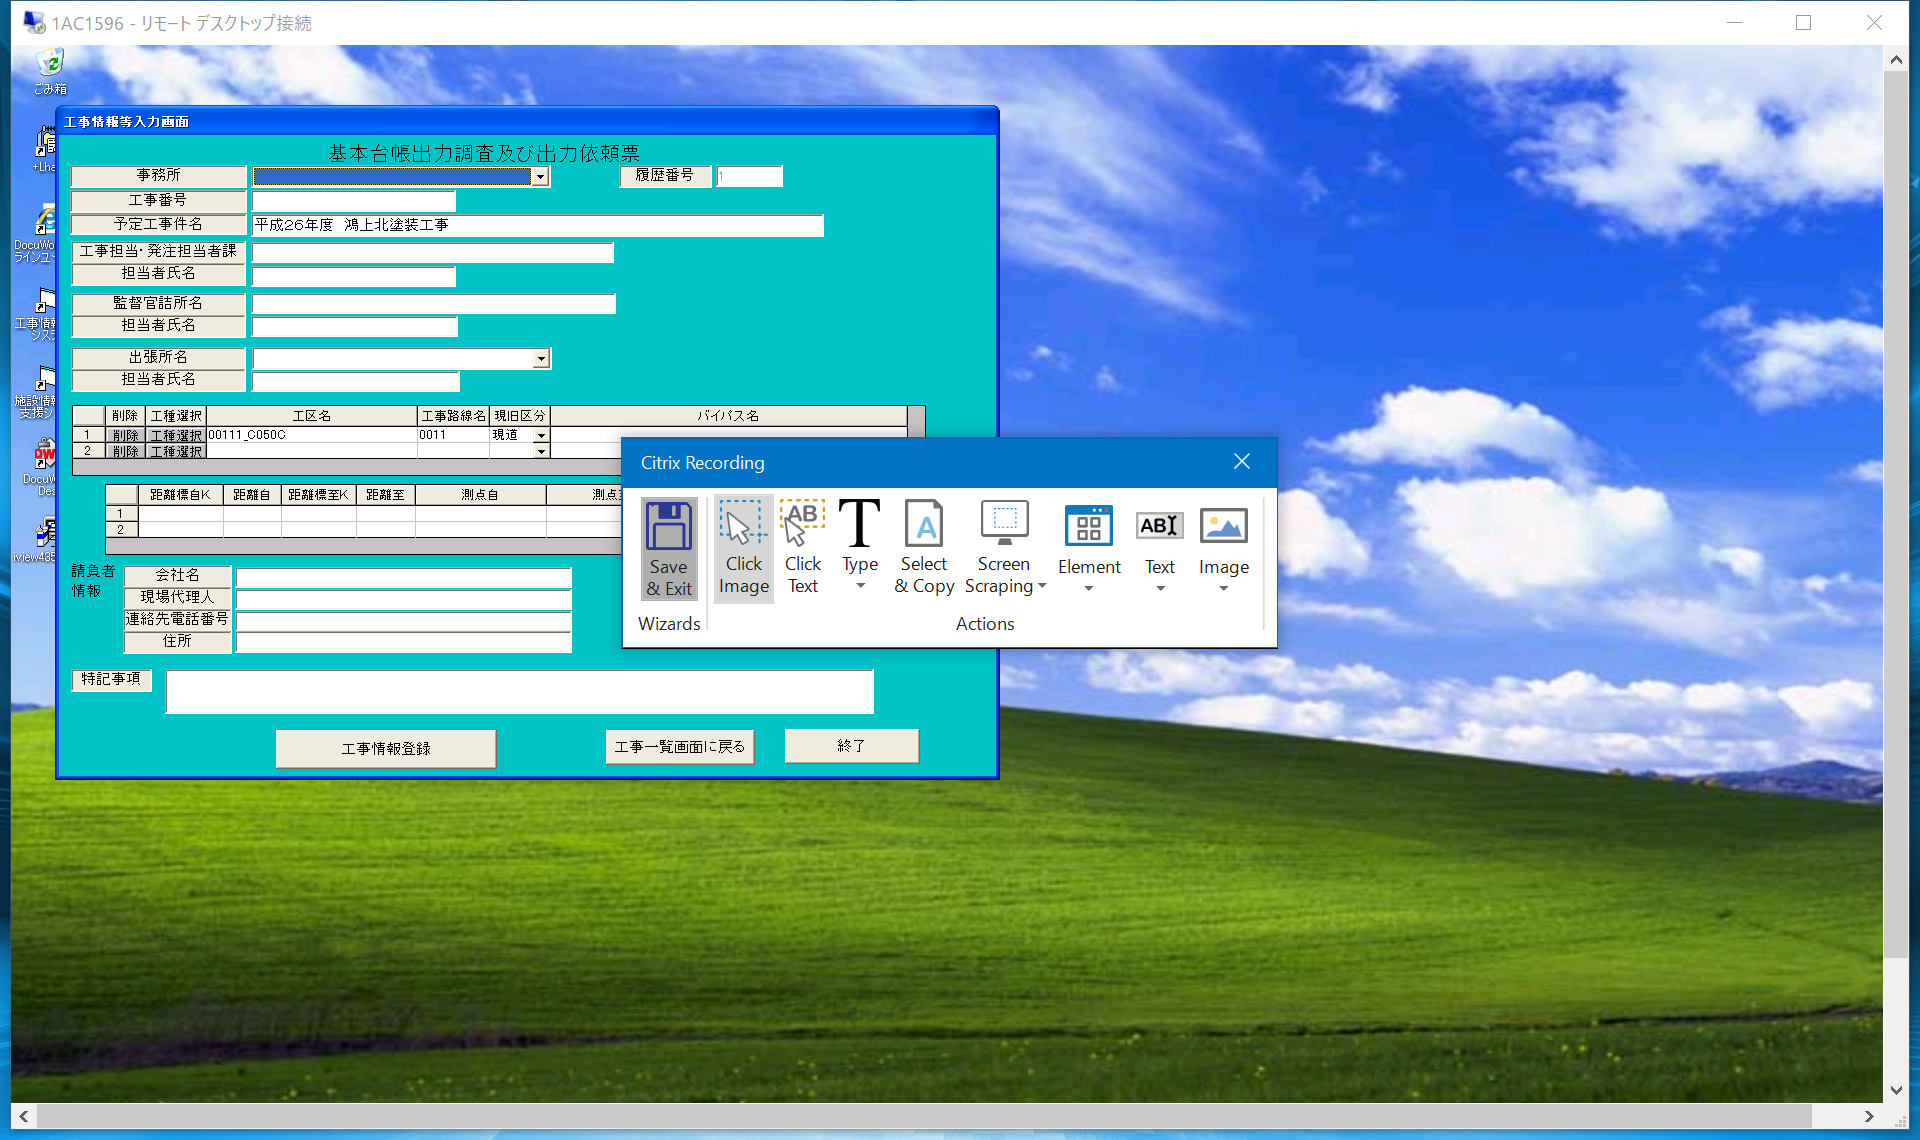 1AC1596 - リモート デスクトップ接続
ごみ箱
工事情報等入力画面
+Lha
DocuWo
ラインユー
工事情報
シス
施設情報
支援シ
DocuW
Des
iview48
基本台帳出力調査及び出力依頼票
事務所
履歴番号 1
工事番号
予定工事件名 平成26年度 鴻上北塗装工事
工事担当・発注担当者課
担当者氏名
監督官詰所名
担当者氏名
出張所名
担当者氏名
削除 工種選択 工区名 工事路線名 現旧区分 バイパス名
1 削除 工種選択 00111_C050C 0011 現道
2 削除 工種選択
距離標自K 距離自 距離標至K 距離至 測点自 測点
1
2
請負者
情報
会社名
現場代理人
連絡先電話番号
住所
特記事項
工事情報登録 工事一覧画面に戻る 終了
Citrix Recording
Save
& Exit
Click
Image
Click
Text
Type
Select
& Copy
Screen
Scraping
Element
Text
Image
Wizards
Actions